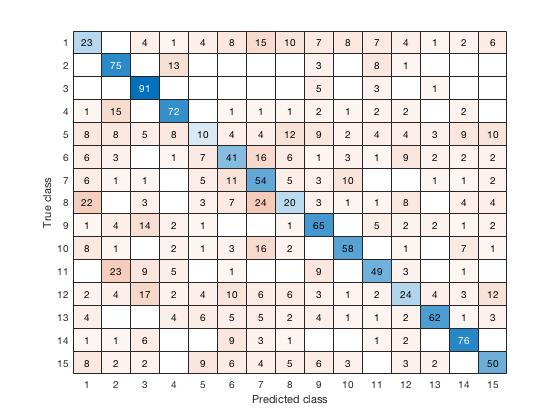 1 23 4 1 4 8 15 10 7 8 7 4 1 2 6
2 75 13 3 8 1
3 91 5 3 1
4 1 15 72 1 1 1 2 1 2 2 2
5 8 8 5 8 10 4 4 12 9 2 4 4 3 9 10
6 6 3 1 7 41 16 6 1 3 1 9 2 2 2
7 6 1 1 5 11 54 5 3 10 1 1 2
8 22 3 3 7 24 20 3 1 1 8 4 4
9 1 4 14 2 1 1 65 5 2 2 1 2
10 8 1 2 1 3 16 2 58 1 7 1
11 23 9 5 1 9 49 3 1
12 2 4 17 2 4 10 6 6 3 1 2 24 4 3 12
13 4 4 6 5 5 2 4 1 1 2 62 1 3
14 1 1 6 9 3 1 1 2 76
15 8 2 2 9 6 4 5 6 3 3 2 50
1 2 3 4 5 6 7 8 9 10 11 12 13 14 15
Predicted class
True class